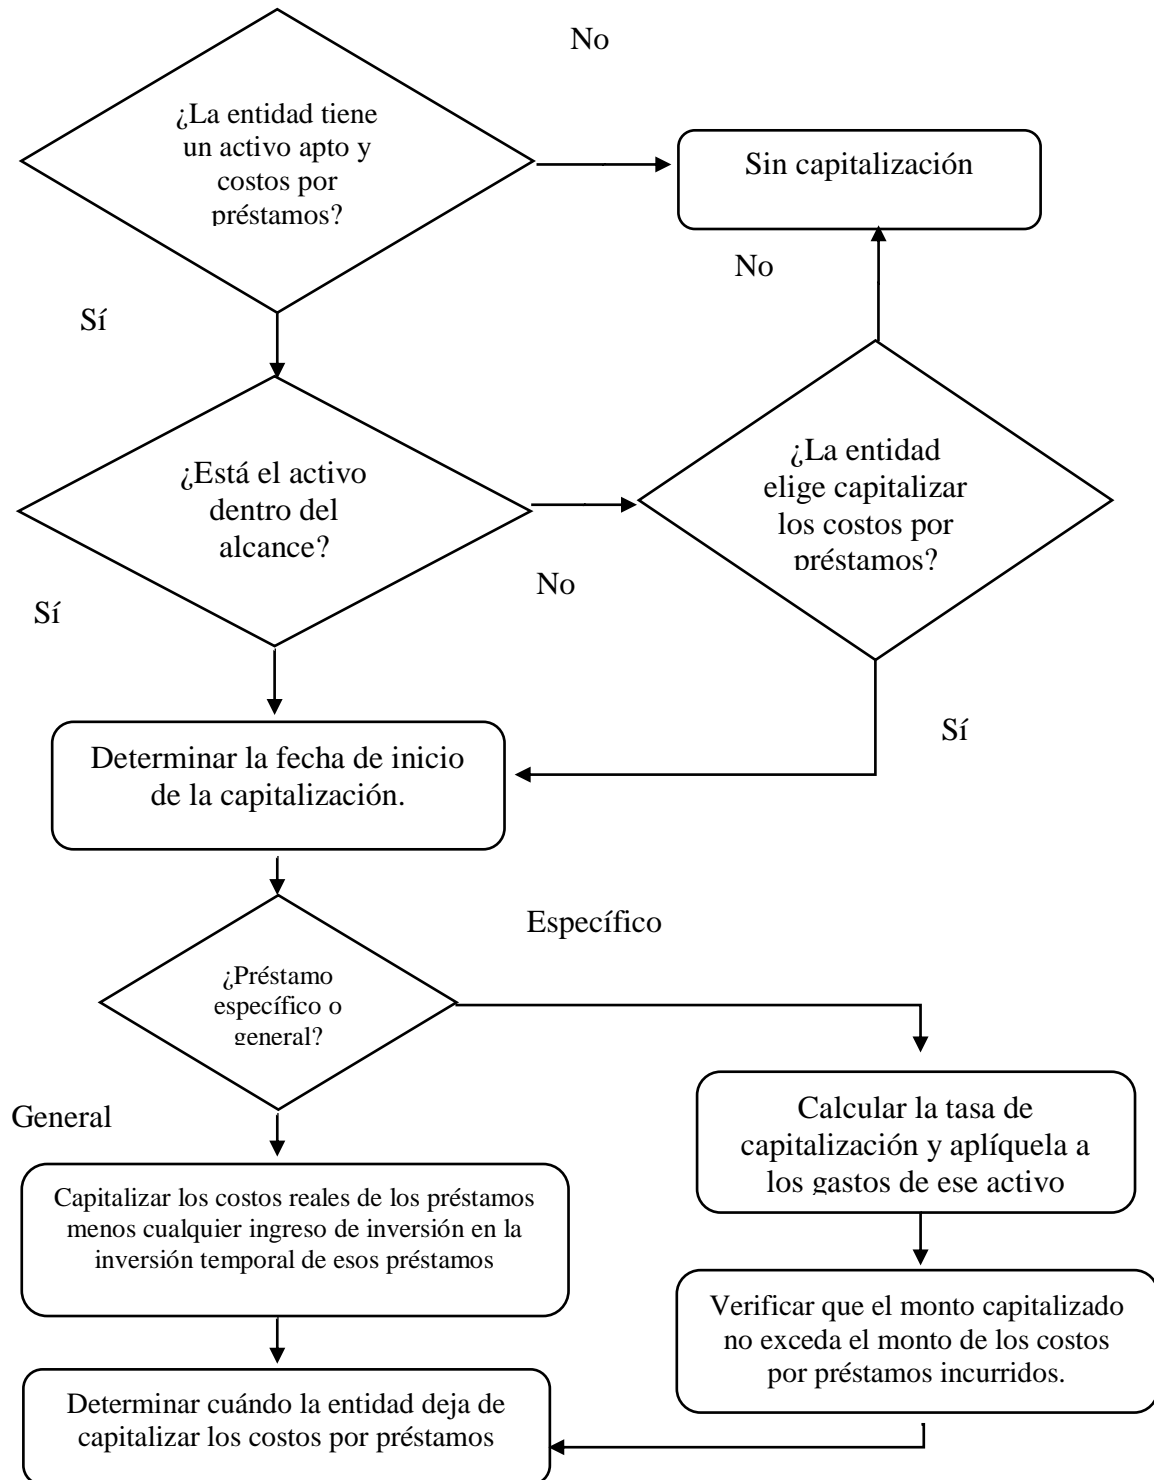 No
¿La entidad tiene
un activo apto y
costos por
préstamos?
Sin capitalización
No
Sí
¿Está el activo
dentro del
alcance?
¿La entidad
elige capitalizar
los costos por
préstamos?
No
Sí
Sí
Determinar la fecha de inicio
de la capitalización.
Específico
¿Préstamo
específico o
general?
General
Calcular la tasa de
capitalización y aplíquela a
los gastos de ese activo
Capitalizar los costos reales de los préstamos
menos cualquier ingreso de inversión en la
inversión temporal de esos préstamos
Verificar que el monto capitalizado
no exceda el monto de los costos
por préstamos incurridos.
Determinar cuándo la entidad deja de
capitalizar los costos por préstamos